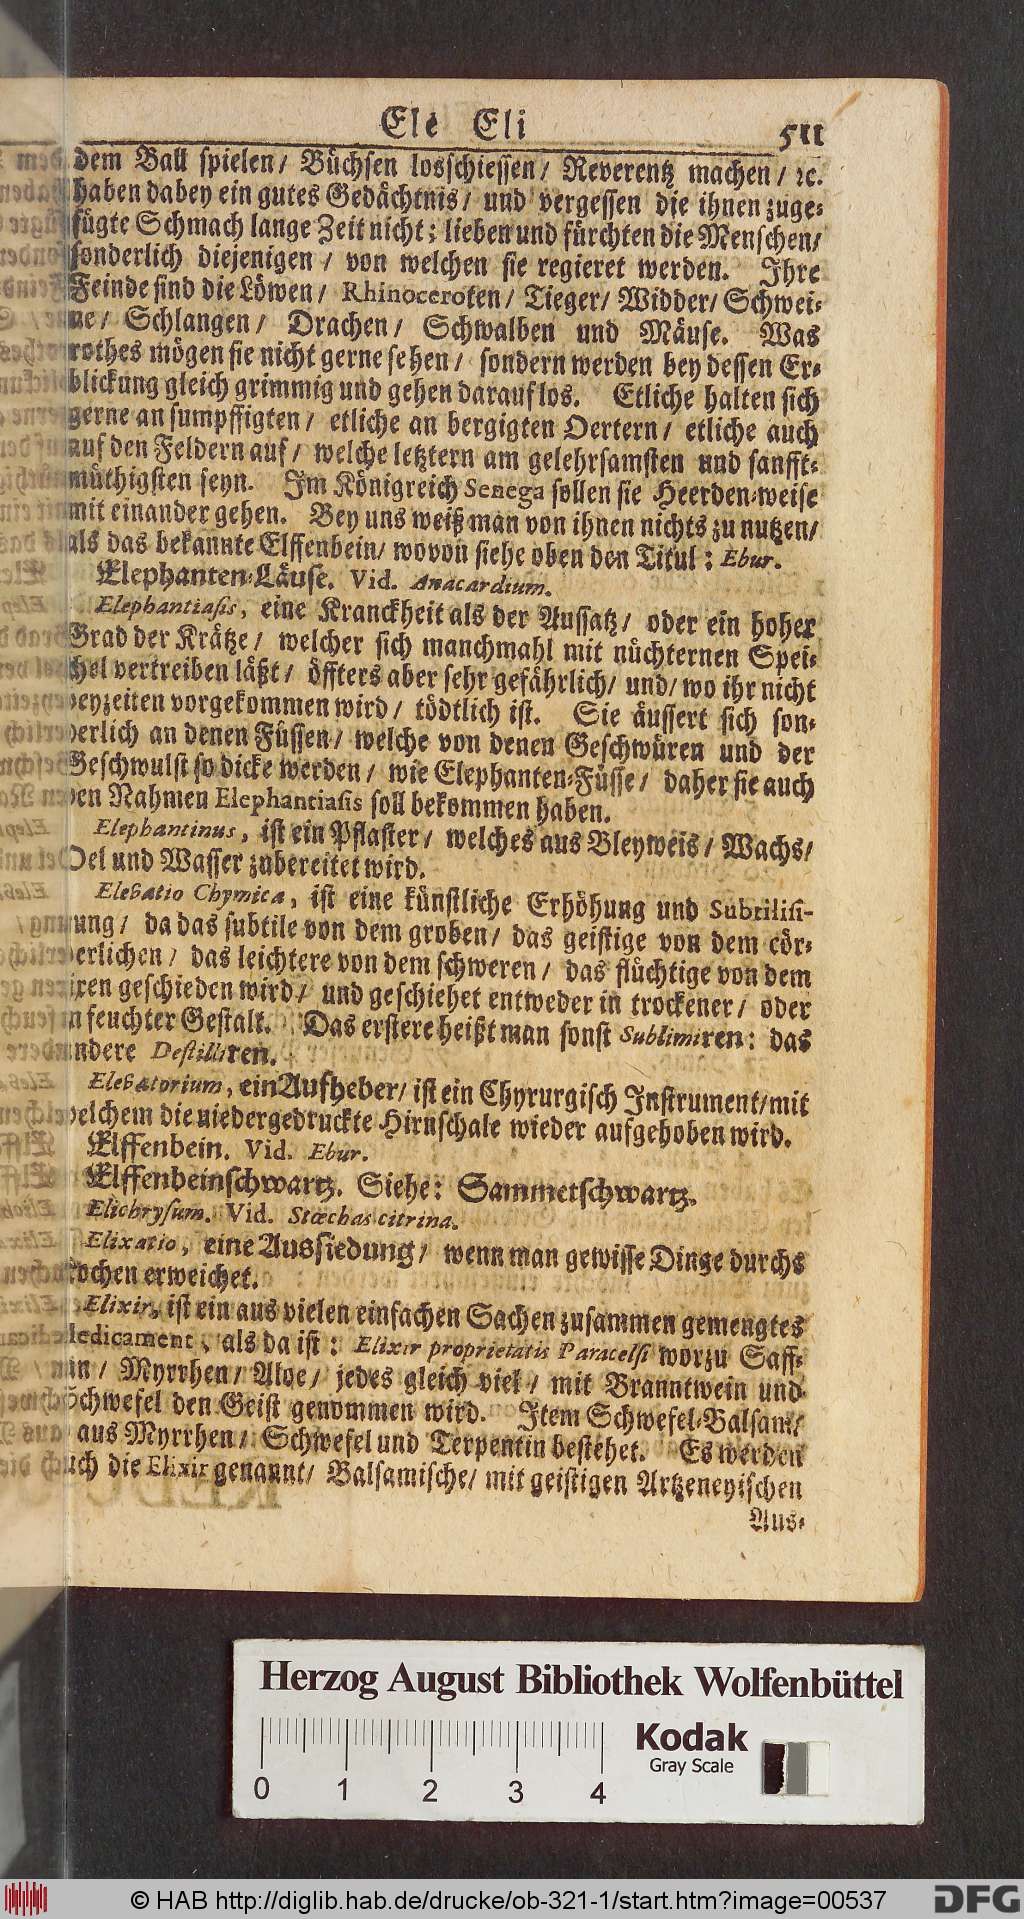 Ele Eli
511
dem Ball spielen/ Büchsen losschiessen/ Reverentz machen/ ꝛc.
haben dabey ein gutes Gedächtnis/ und vergessen die ihnen zuge-
fügte Schmach lange Zeit nicht; lieben und fürchten die Menschen/
sonderlich diejenigen/ von welchen sie regieret werden. Ihre
Feinde sind die Löwen/ Rhinoceroten/ Tieger/ Widder/ Schwei-
ne/ Schlangen/ Drachen/ Schwalben und Mäuse. Was
rothes mögen sie nicht gerne sehen/ sondern werden bey dessen Er-
blickung gleich grimmig und gehen darauf los. Etliche halten sich
gerne an sumpffigten/ etliche an bergigten Oertern/ etliche auch
auf den Feldern auf/ welche letztern am gelehrsamsten und sanfft-
müthigsten seyn. Im Königreich Senega sollen sie Heerden-weise
mit einander gehen. Bey uns weiß man von ihnen nichts zu nutzen/
als das bekannte Elffenbein/ wovon siehe oben den Titul: Ebur.
Elephanten-Läuse. Vid. Anacardium.
Elephantiasis, eine Kranckheit als der Aussatz/ oder ein hoher
Grad der Krätze/ welcher sich manchmahl mit nüchternen Spei-
chel vertreiben läßt/ öffters aber sehr gefährlich/ und/ wo ihr nicht
beyzeiten vorgekommen wird/ tödtlich ist. Sie äussert sich son-
derlich an denen Füssen/ welche von denen Geschwüren und der
Geschwulst so dicke werden/ wie Elephanten-Füsse/ daher sie auch
den Nahmen Elephantiasis soll bekommen haben.
Elephantinus, ist ein Pflaster/ welches aus Bleyweis/ Wachs/
Oel und Wasser zubereitet wird.
Elevatio Chymica, ist eine künstliche Erhöhung und Subtilisi-
rung/ da das subtile von dem groben/ das geistige von dem cör-
perlichen/ das leichtere von dem schweren/ das flüchtige von dem
fixen geschieden wird/ und geschiehet entweder in trockener/ oder
in feuchter Gestalt. Das erstere heißt man sonst Sublimiren: das
andere Destilliren.
Elevatorium, ein Aufheber/ ist ein Chyrurgisch Instrument/ mit
welchem die niedergedruckte Hirnschale wieder aufgehoben wird.
Elffenbein. Vid. Ebur.
Elffenbeinschwartz. Siehe: Sammetschwartz.
Elichrysum. Vid. Stœchas citrina.
Elixatio, eine Aussiedung/ wenn man gewisse Dinge durchs
Kochen erweichet.
Elixir, ist ein aus vielen einfachen Sachen zusammen gemengtes
Medicament, als da ist: Elixir proprietatis Paracelsi worzu Saff-
ran/ Myrrhen/ Aloe/ jedes gleich viel/ mit Branntwein und
Schwefel den Geist genommen wird. Item Schwefel-Balsam/
aus Myrrhen/ Schwefel und Terpentin bestehet. Es werden
auch die Elixir genannt/ Balsamische/ mit geistigen Artzeneyischen
Aus-
Herzog August Bibliothek Wolfenbüttel
Kodak
Gray Scale
0 1 2 3 4
© HAB http://diglib.hab.de/drucke/ob-321-1/start.htm?image=00537
DFG